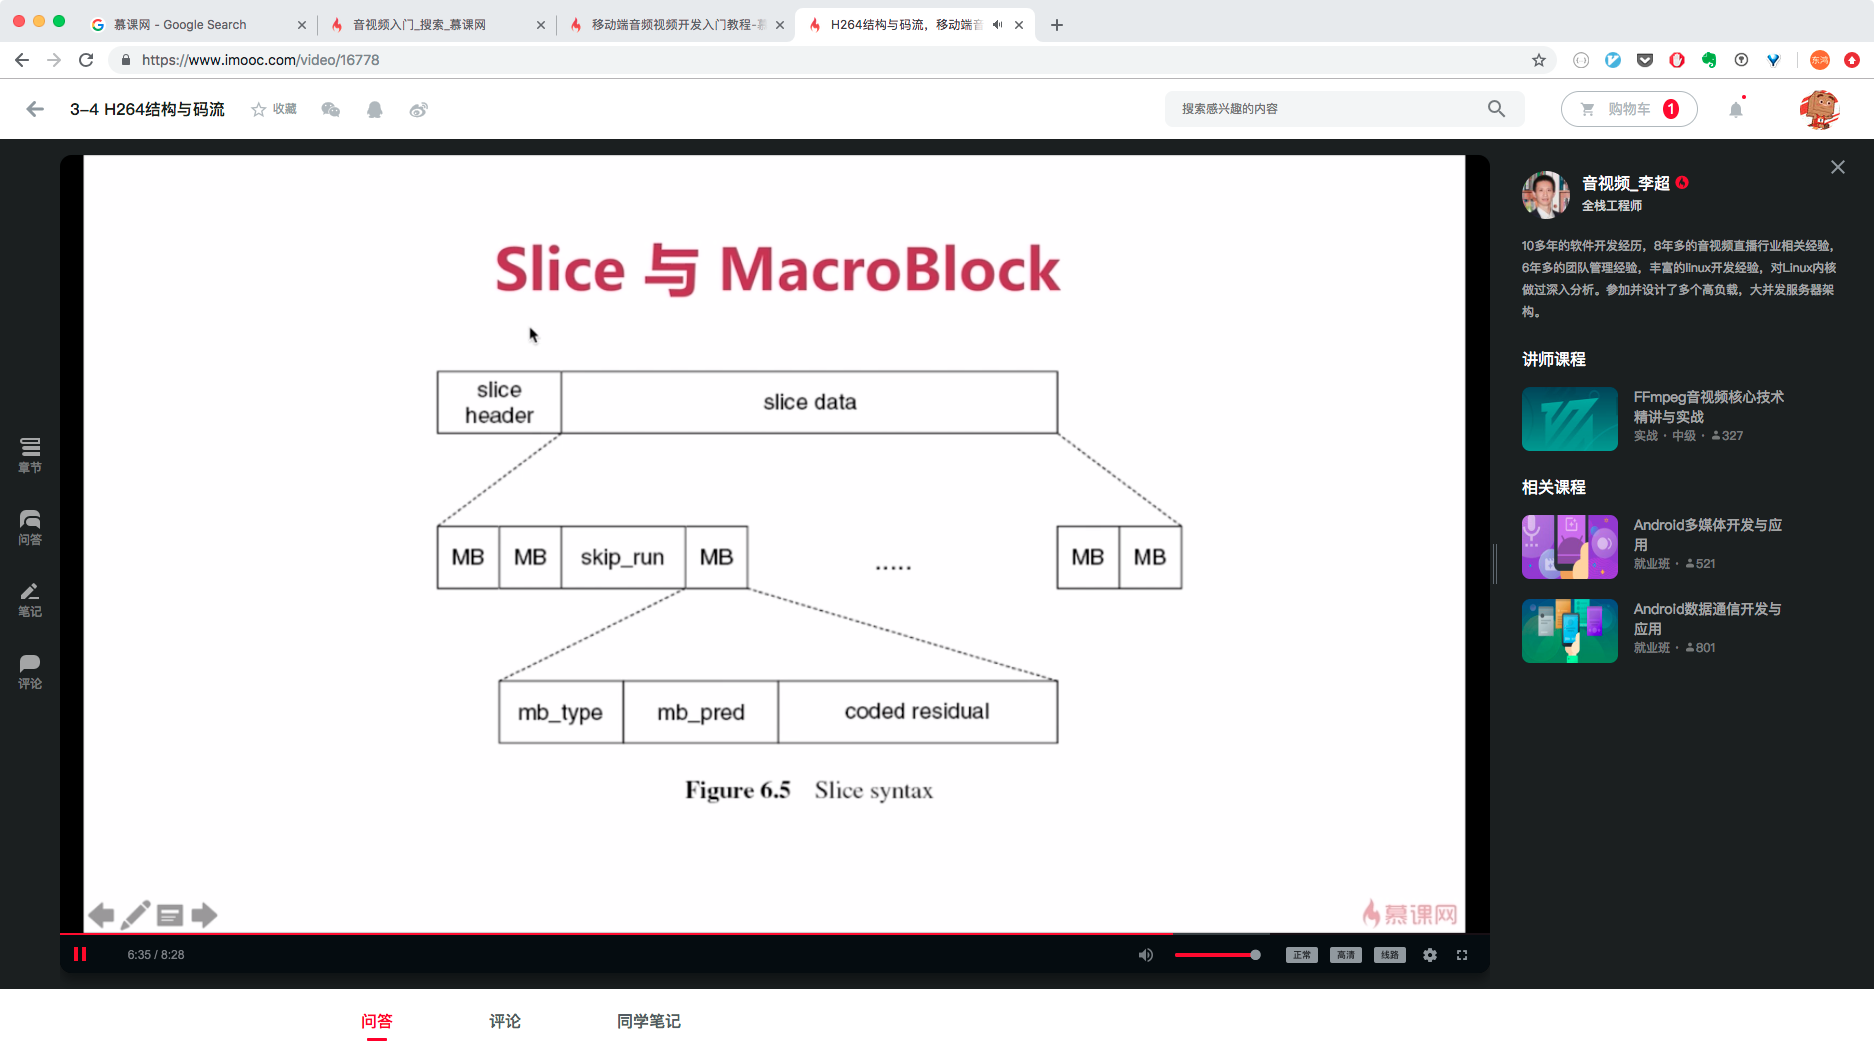 慕课网 - Google Search
音视频入门_搜索_慕课网
移动端音频视频开发入门教程-
H264结构与码流，移动端音
https://www.imooc.com/video/16778
3-4 H264结构与码流
收藏
搜索感兴趣的内容
购物车
1
音视频_李超
全栈工程师
10多年的软件开发经历，8年多的音视频直播行业相关经验，
6年多的团队管理经验，丰富的linux开发经验，对Linux内核
做过深入分析。参加并设计了多个高负载，大并发服务器架
构。
讲师课程
FFmpeg音视频核心技术
精讲与实战
实战 · 中级 · 327
相关课程
Android多媒体开发与应
用
就业班 · 521
Android数据通信开发与
应用
就业班 · 801
章节
问答
笔记
评论
Slice 与 MacroBlock
slice
header
slice data
MB
MB
skip_run
MB
.....
MB
MB
mb_type
mb_pred
coded residual
Figure 6.5 Slice syntax
慕课网
6:35 / 8:28
正常
高清
线路
问答
评论
同学笔记